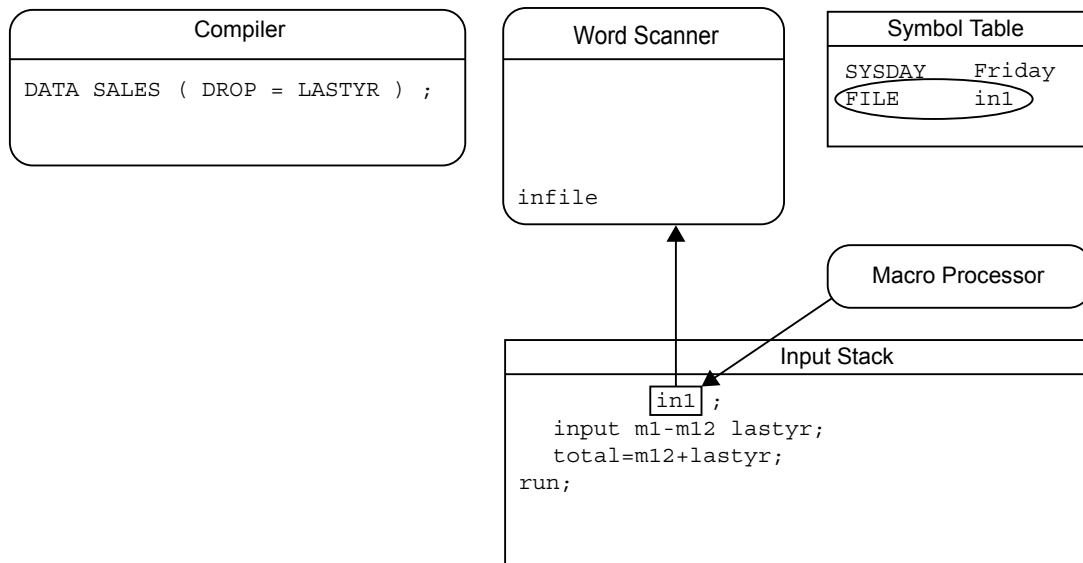 Compiler
DATA SALES ( DROP = LASTYR ) ;
Word Scanner
infile
Symbol Table
SYSDAY Friday
FILE in1
Macro Processor
Input Stack
in1 ;
input m1-m12 lastyr;
total=m12+lastyr;
run;